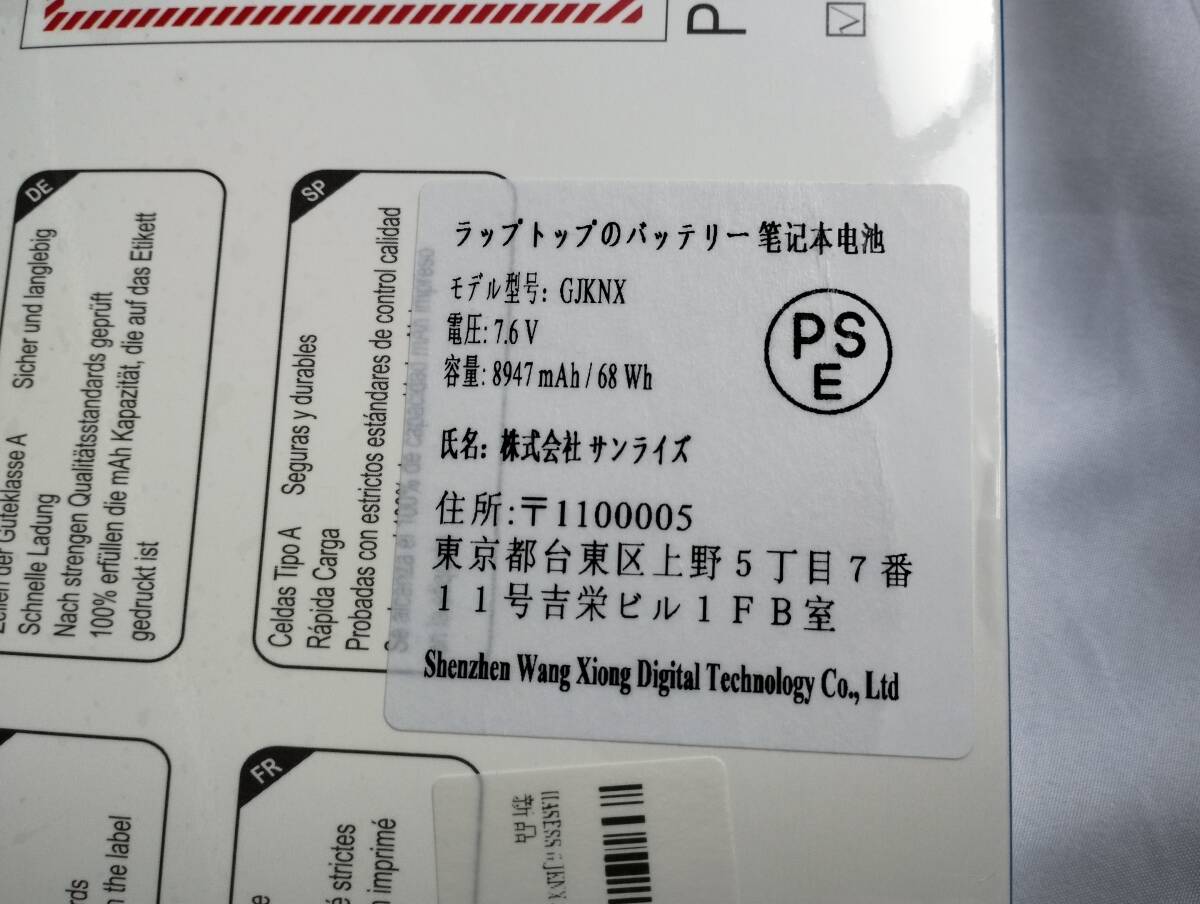 P
DE
Sicher und langlebig
Schnelle Ladung
Nach strengen Qualitätsstandards geprüft
100% erfüllen die mAh Kapazität, die auf das Etikett
gedruckt ist
SP
Celdas Tipo A Seguras y durables
Rápida Carga
Probadas con estrictos estándares de control calidad
ラップトップのバッテリー 笔记本电池
モデル型号: GJKNX
電圧: 7.6 V
容量: 8947 mAh / 68 Wh
PS
E
氏名: 株式会社 サンライズ
住所:〒1100005
東京都台東区上野５丁目７番
１１号吉栄ビル１ＦＢ室
Shenzhen Wang Xiong Digital Technology Co., Ltd
the label
FR
strictes
imprimé
新品